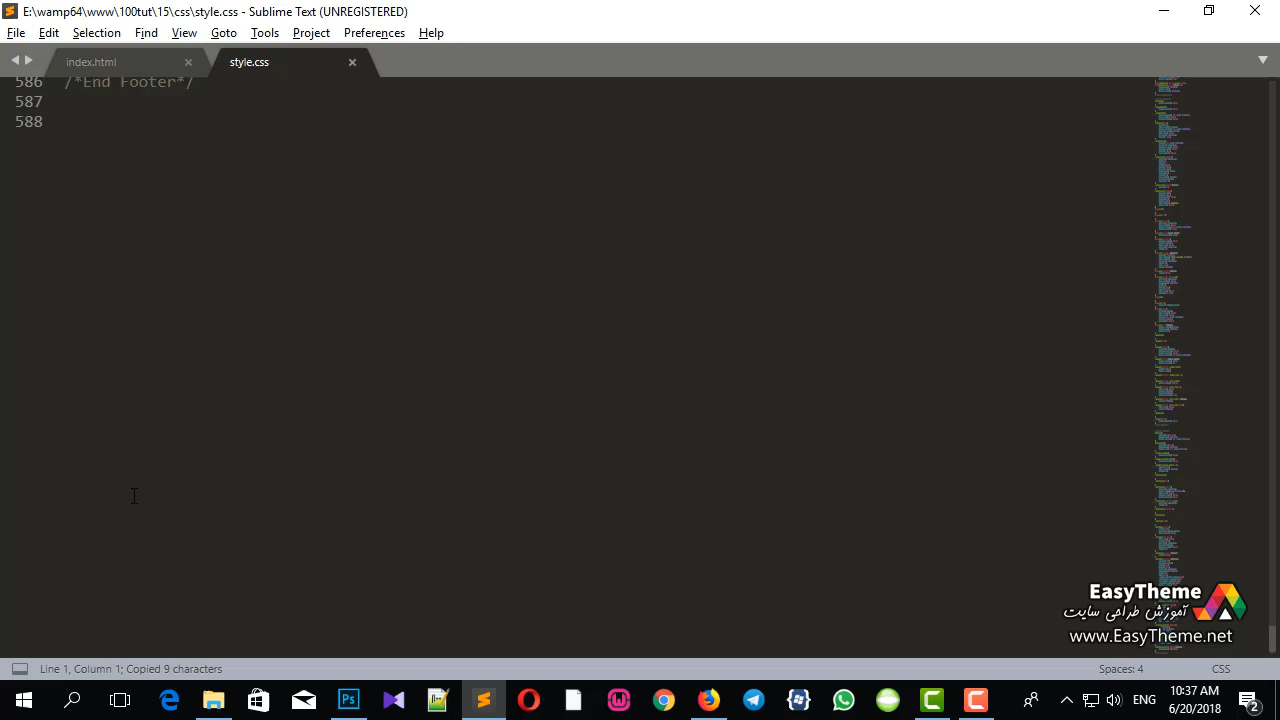 E:\wamp64\www\100tut\15\css\style.css - Sublime Text (UNREGISTERED)
File Edit Selection Find View Goto Tools Project Preferences Help
index.html
style.css
586 /*End Footer*/
587
588
EasyTheme
آموزش طراحی سایت
www.EasyTheme.net
Line 1, Column 1; Copied 9 characters
Spaces: 4
CSS
ENG
10:37 AM
6/20/2018
2